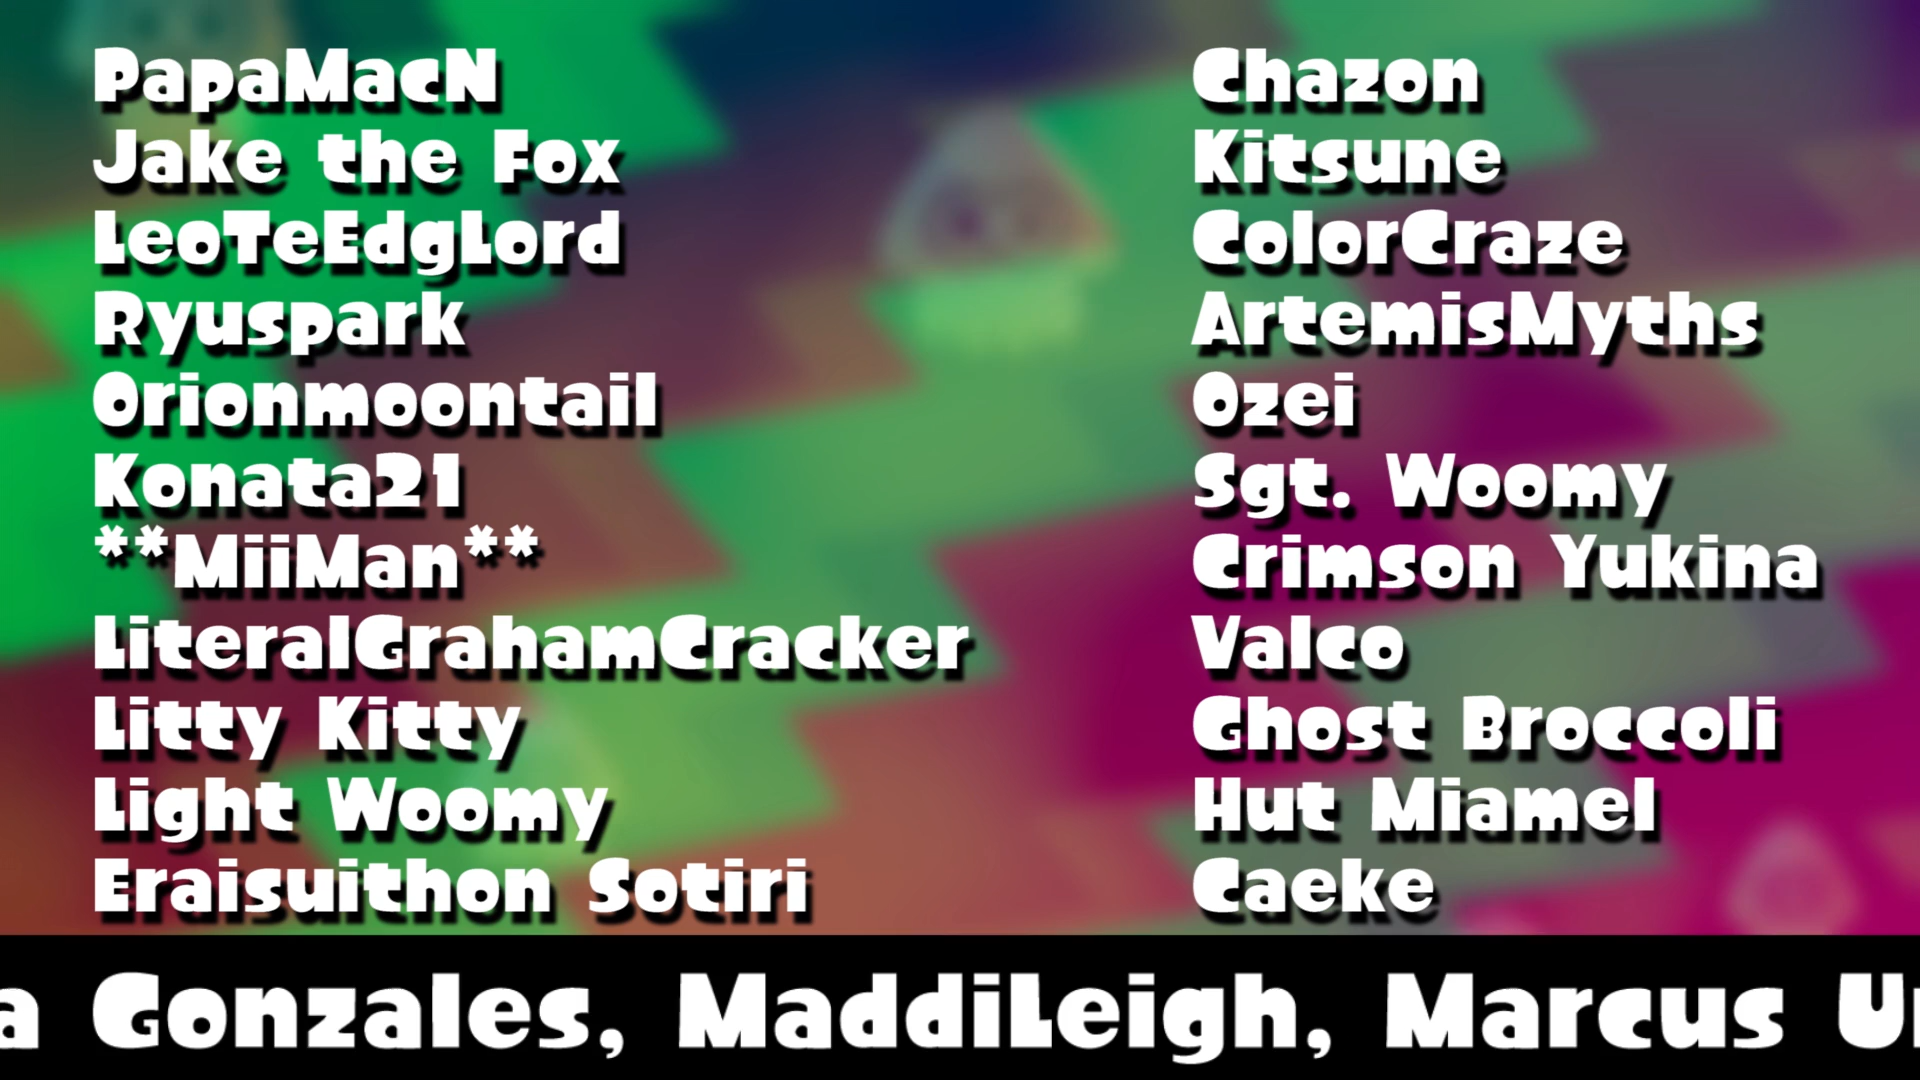 PapaMacN
Jake the Fox
LeoTeEdgLord
Ryuspark
Orionmoontail
Konata21
**MiiMan**
LiteralGrahamCracker
Litty Kitty
Light Woomy
Eraisuithon Sotiri
Chazon
Kitsune
ColorCraze
ArtemisMyths
Ozei
Sgt. Woomy
Crimson Yukina
Valco
Ghost Broccoli
Hut Miamel
Caeke
a Gonzales, MaddiLeigh, Marcus U